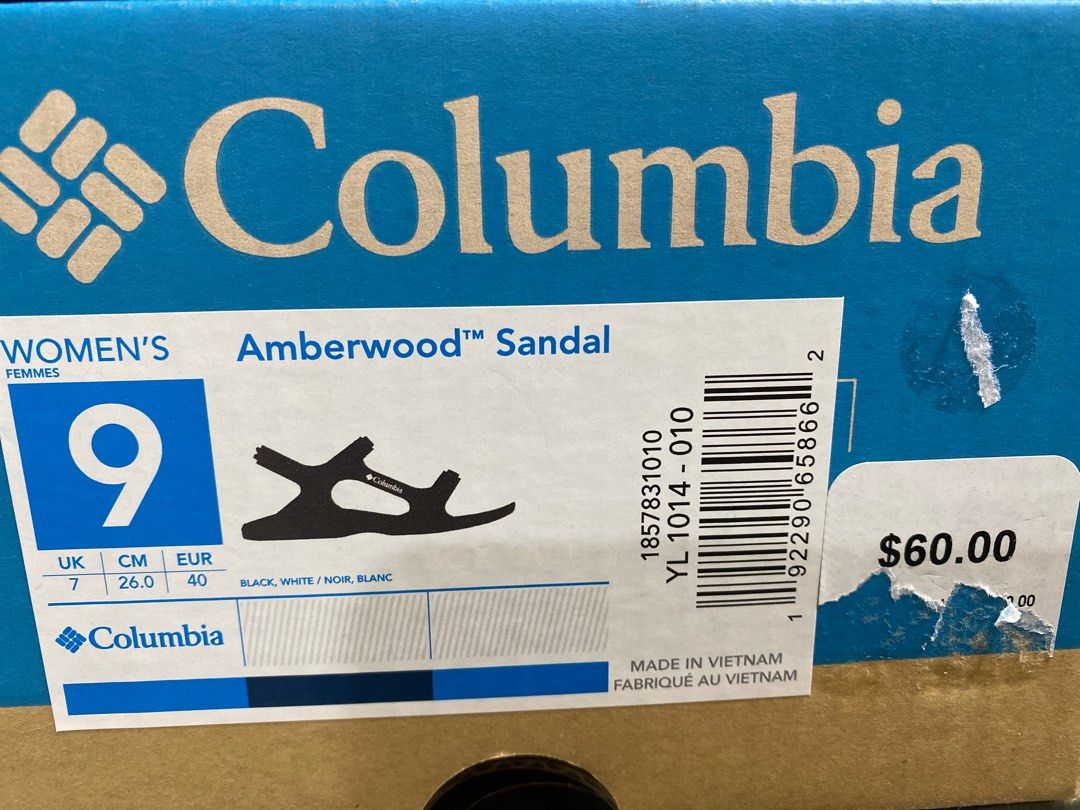 Columbia
WOMEN'S
FEMMES
9
UK CM EUR
7 26.0 40
Amberwood™ Sandal
Columbia
BLACK, WHITE / NOIR, BLANC
Columbia
1857831010
YL 1014 - 010
1 92290 65866 2
MADE IN VIETNAM
FABRIQUÉ AU VIETNAM
$60.00